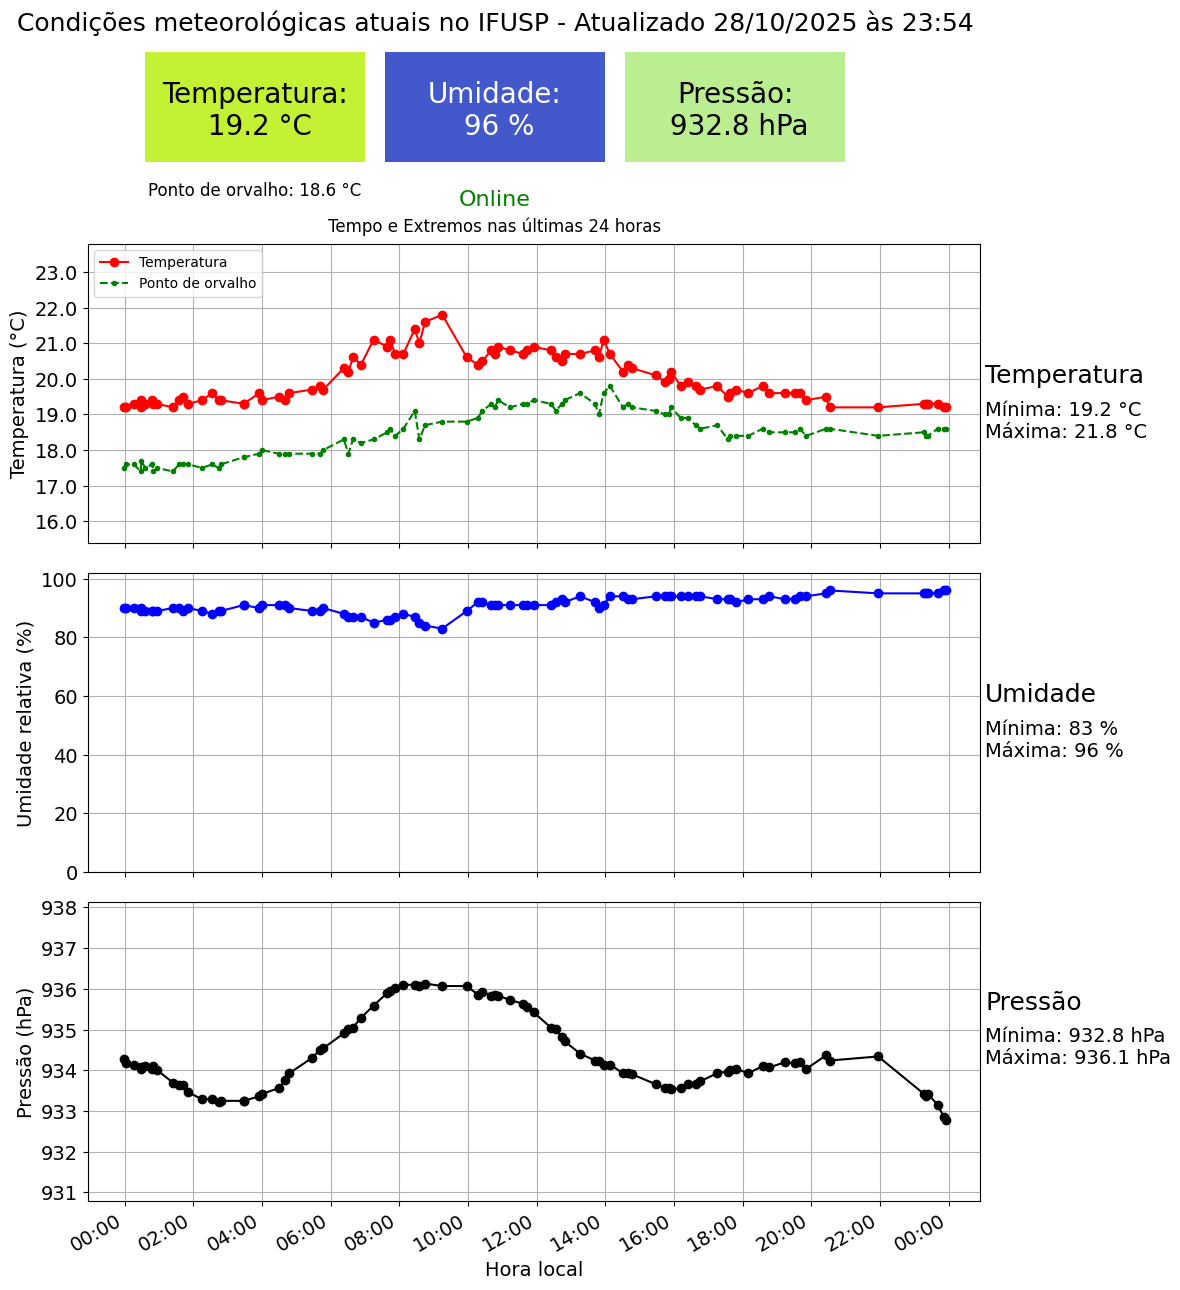 Condições meteorológicas atuais no IFUSP - Atualizado 28/10/2025 às 23:54
Temperatura:
19.2 °C
Umidade:
96 %
Pressão:
932.8 hPa
Ponto de orvalho: 18.6 °C
Online
Tempo e Extremos nas últimas 24 horas
Temperatura
Ponto de orvalho
Temperatura (°C)
23.0
22.0
21.0
20.0
19.0
18.0
17.0
16.0
Temperatura
Mínima: 19.2 °C
Máxima: 21.8 °C
Umidade relativa (%)
100
80
60
40
20
0
Umidade
Mínima: 83 %
Máxima: 96 %
Pressão (hPa)
938
937
936
935
934
933
932
931
Pressão
Mínima: 932.8 hPa
Máxima: 936.1 hPa
00:00
02:00
04:00
06:00
08:00
10:00
12:00
14:00
16:00
18:00
20:00
22:00
00:00
Hora local